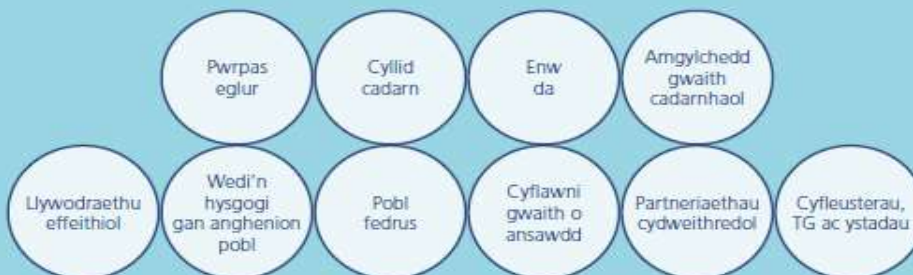 Pwrpas
eglur
Cyllid
cadarn
Enw
da
Amgylchedd
gwaith
cadarnhaol
Llywodraethu
effeithiol
Wedi'n
hysgogi
gan anghenion
pobl
Pobl
fedrus
Cyflawni
gwaith o
ansawdd
Partneriaethau
cydweithredol
Cyfleusterau,
TG ac ystadau